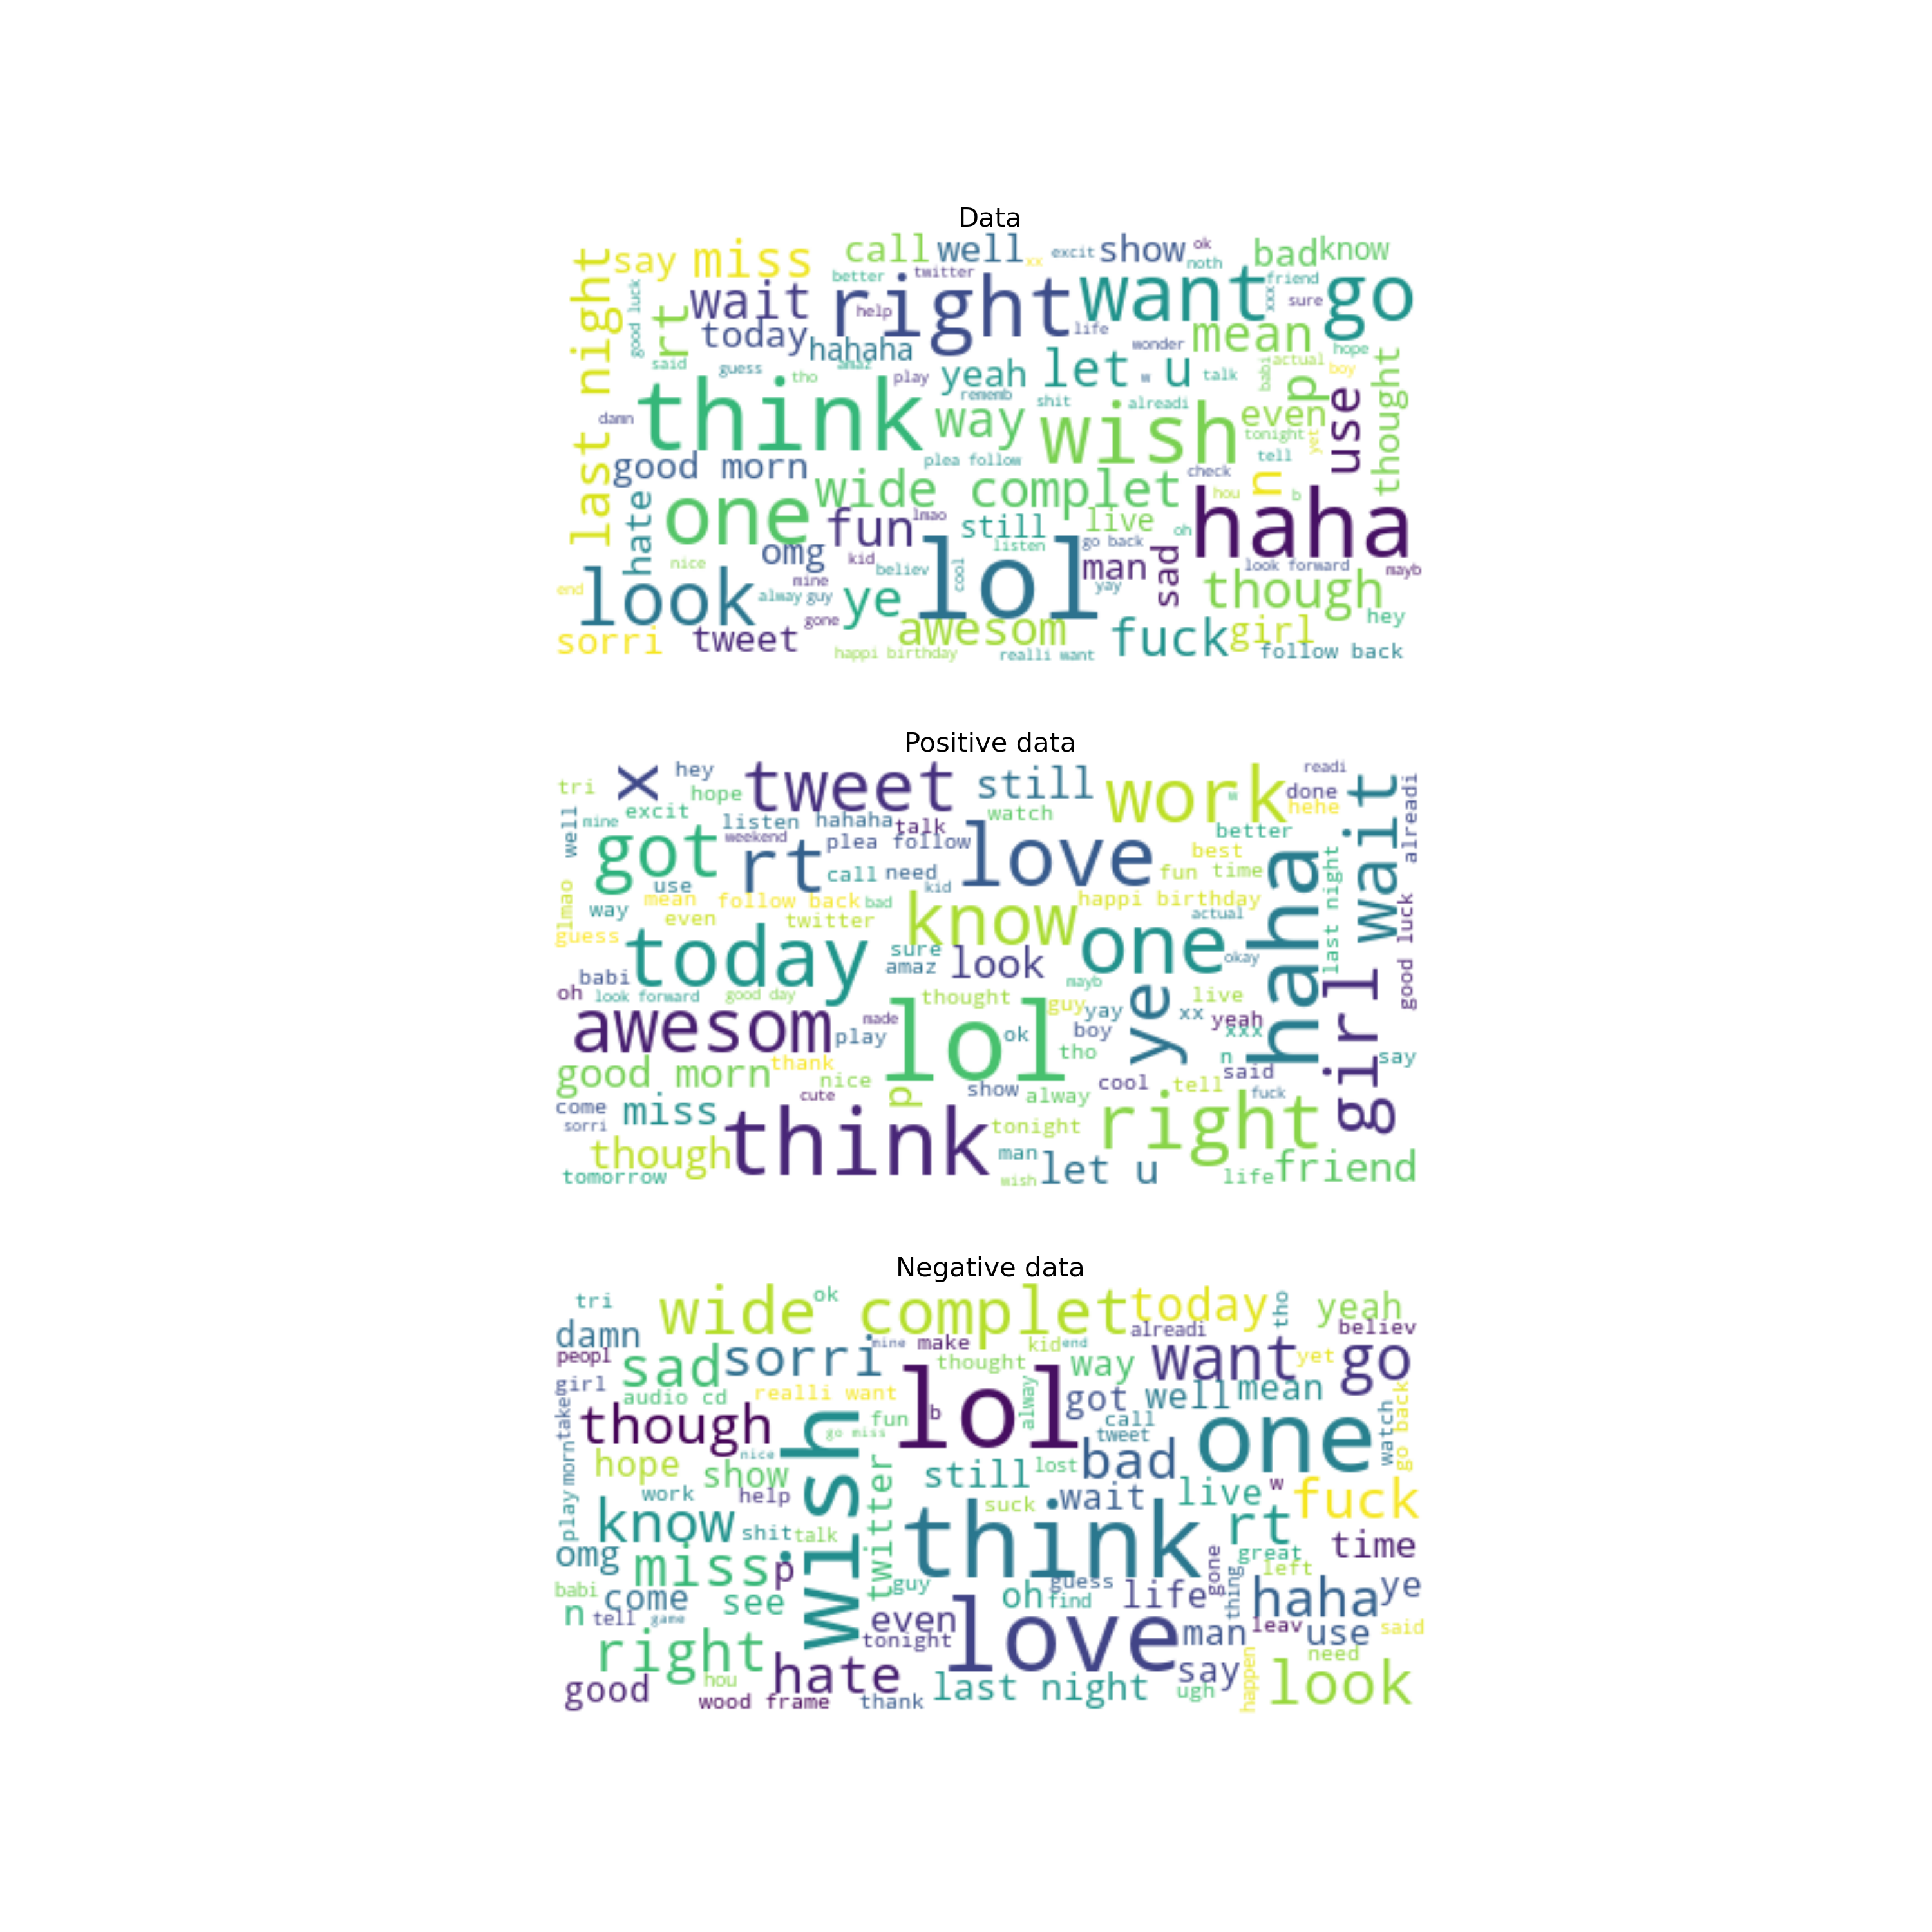 Data
last night
say
miss
call
well
xx
excit
show
ok
noth
bad
know
good luck
rt
wait
better
twitter
right
help
want
friend
xxx
sure
go
today
hahaha
life
wonder
mean
hope
said
guess
amaz
tho
play
yeah
let u
w
talk
babi
actual
boy
p
thought
damn
think
rememb
shit
alreadi
way
wish
even
tonight
yet
use
good morn
plea follow
check
tell
n
hate
one
wide complet
hou
b
fun
lmao
still
live
oh
haha
omg
kid
listen
go back
nice
mine
believ
cool
lol
man
sad
look forward
mayb
end
look
alway
guy
ye
yay
though
gone
hey
sorri
tweet
awesom
fuck
girl
happi birthday
realli want
follow back
Positive data
tri
x
hey
hope
tweet
still
work
w
readi
done
hehe
wait
alreadi
well
mine
excit
listen
hahaha
talk
watch
better
weekend
got
rt
plea follow
love
best
haha
use
call
need
kid
fun time
last night
lmao
way
mean
follow back
bad
happi birthday
even
twitter
know
actual
good luck
guess
today
sure
one
okay
amaz
look
babi
mayb
oh
look forward
good day
thought
guy
yay
ye
xx
live
yeah
xxx
girl
awesom
made
play
lol
ok
boy
tho
n
say
good morn
thank
nice
said
cute
p
show
alway
cool
tell
fuck
come
miss
sorri
think
tonight
right
though
man
tomorrow
wish
let u
life
friend
Negative data
tri
wide complet
ok
today
tho
yeah
damn
alreadi
believ
peopl
sad
sorri
mine
make
kid
end
want
yet
go
thought
way
girl
audio cd
realli want
lol
alway
got
well
mean
go back
take
though
wish
fun
b
call
one
watch
go miss
tweet
morn
nice
hope
show
twitter
still
lost
bad
work
help
suck
wait
live
w
fuck
play
know
shit
talk
think
rt
omg
miss
p
gone
great
time
left
babi
come
see
guy
oh
guess
find
life
thing
haha
ye
n
tell
game
even
love
man
leav
use
said
right
tonight
hate
say
happen
need
look
good
hou
wood frame
thank
last night
ugh